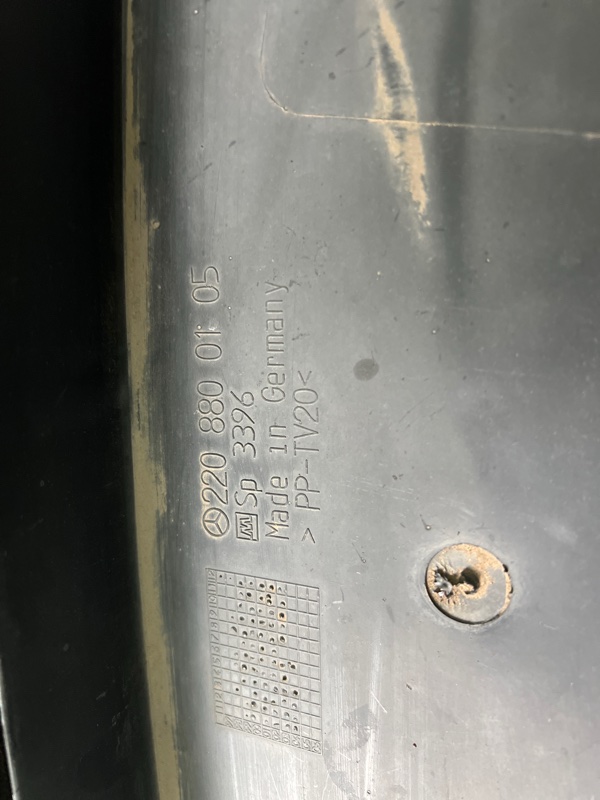 220 880 01 05
Sp 3396
Made in Germany
> PP-TV20<